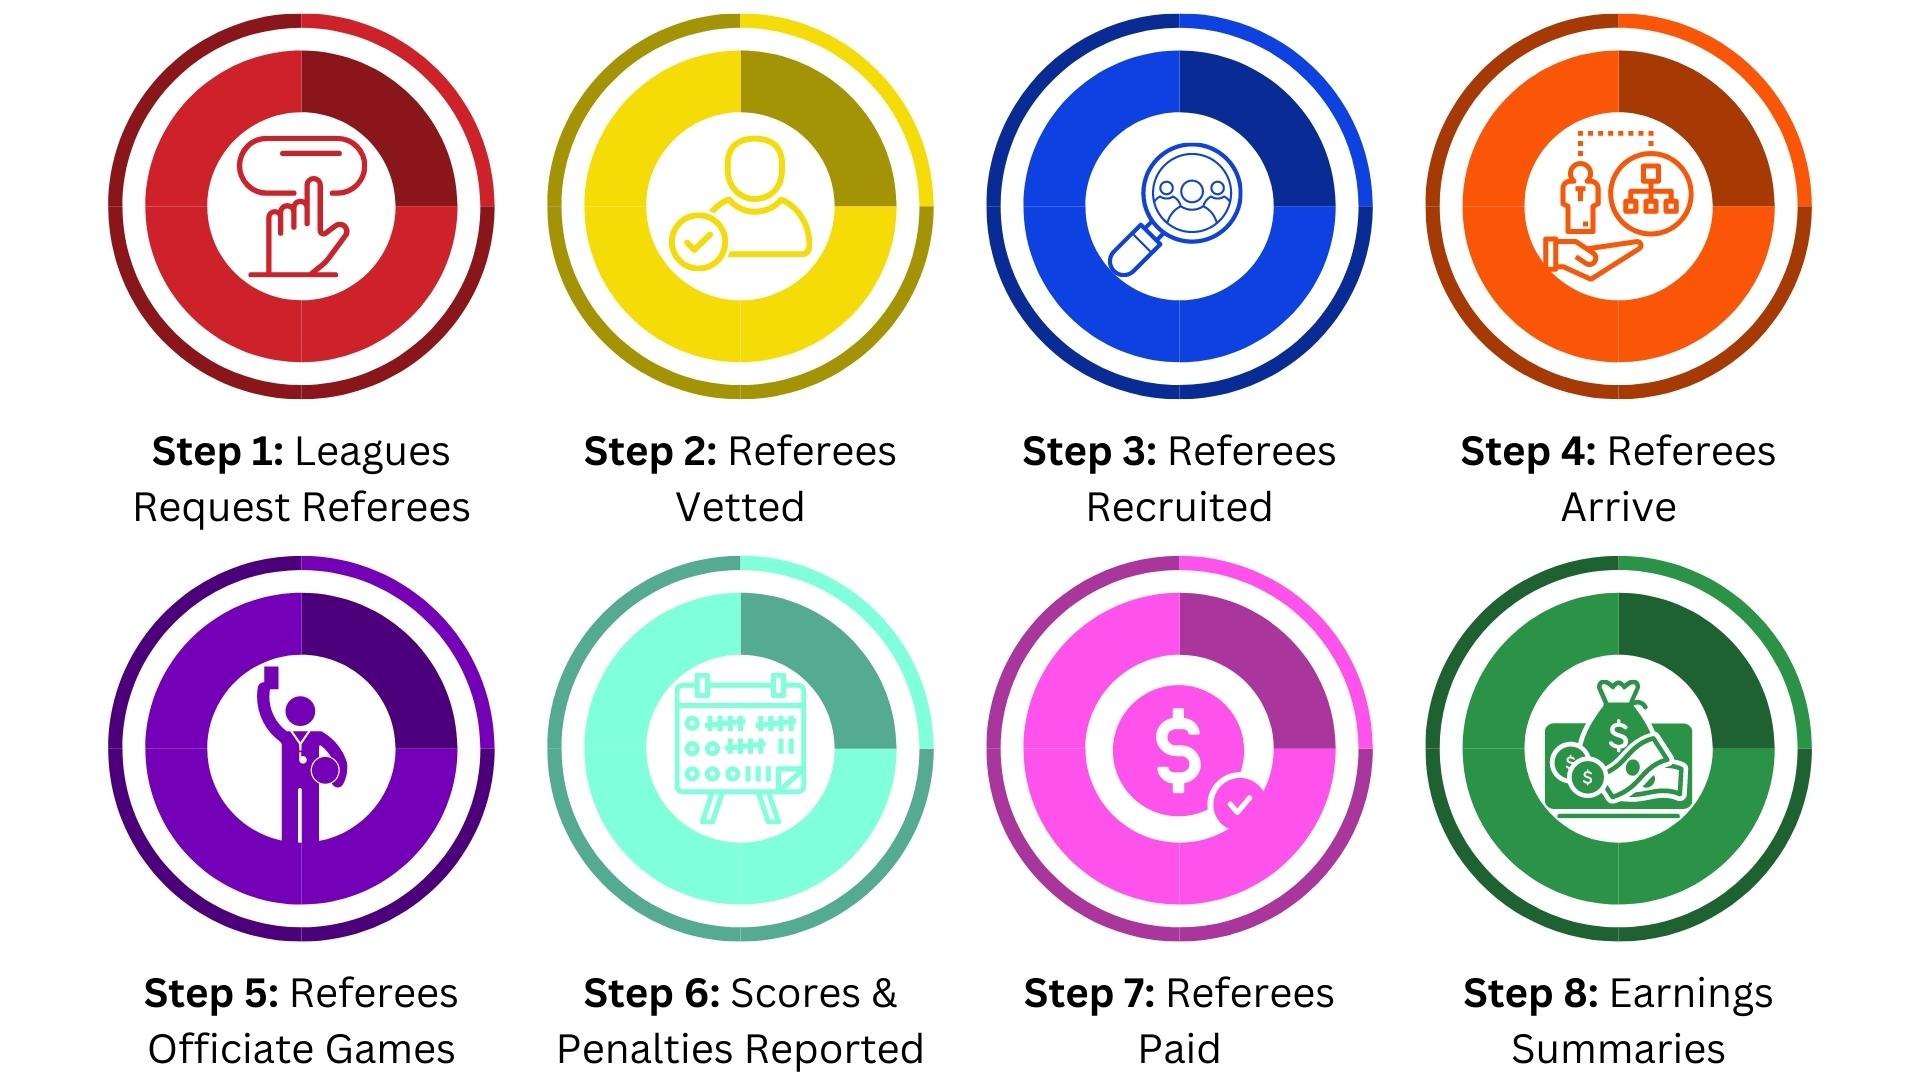 Step 1: Leagues
Request Referees
Step 2: Referees
Vetted
Step 3: Referees
Recruited
Step 4: Referees
Arrive
$
$
$
$
Step 5: Referees
Officiate Games
Step 6: Scores &
Penalties Reported
Step 7: Referees
Paid
Step 8: Earnings
Summaries